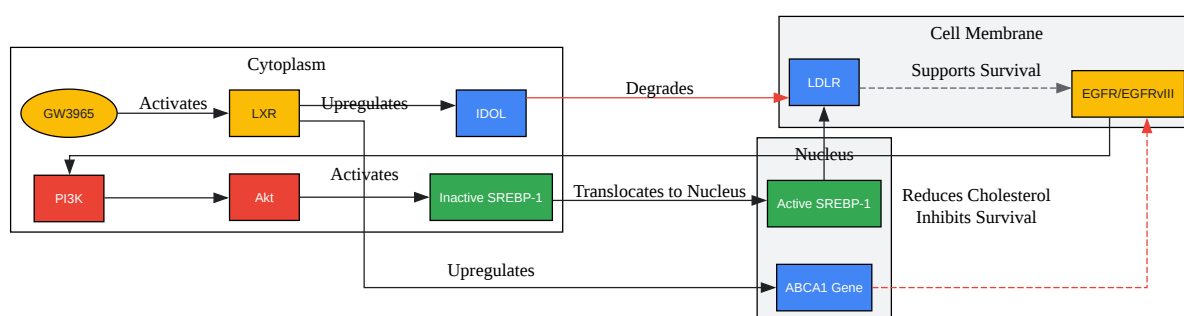 Cell Membrane
Cytoplasm
LDLR
Supports Survival
EGFR/EGFRvIII
GW3965
Activates
LXR
Upregulates
IDOL
Degrades
Nucleus
PI3K
Akt
Activates
Inactive SREBP-1
Translocates to Nucleus
Active SREBP-1
Reduces Cholesterol
Inhibits Survival
Upregulates
ABCA1 Gene